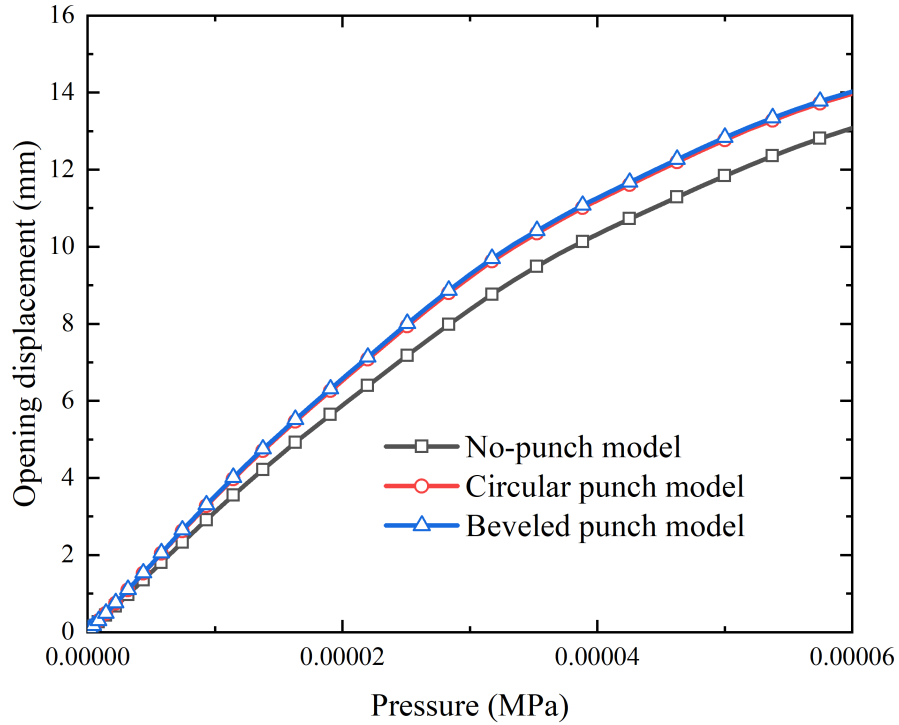 16
14
12
10
8
6
4
2
0
Opening displacement (mm)
No-punch model
Circular punch model
Beveled punch model
0.00000 0.00002 0.00004 0.00006
Pressure (MPa)